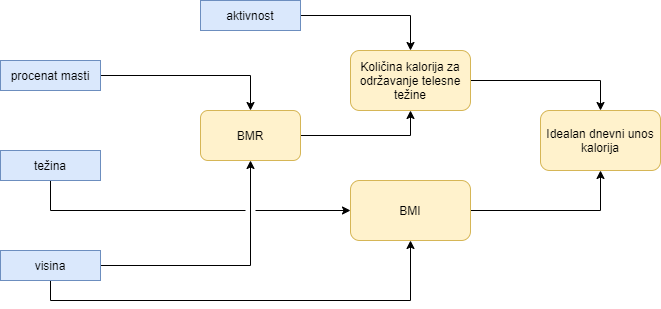 aktivnost
procenat masti
Količina kalorija za
održavanje telesne
težine
BMR
Idealan dnevni unos
kalorija
težina
BMI
visina